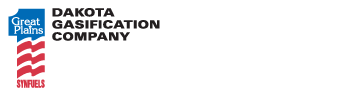 Great
Plains
SYNFUELS
DAKOTA
GASIFICATION
COMPANY